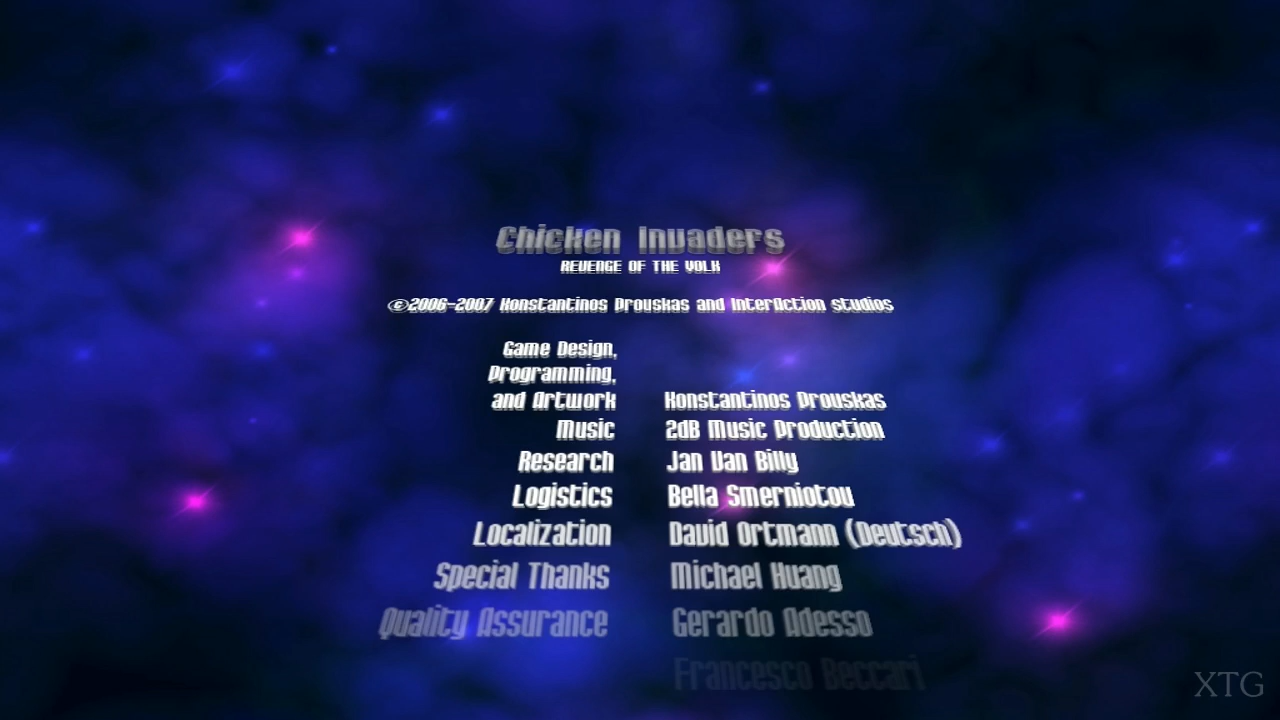 Chicken Invaders
REVENGE OF THE YOLK
©2006-2007 Konstantinos Prouskas and InterAction studios
Game Design,
Programming,
and Artwork Konstantinos Prouskas
Music 2dB Music Production
Research Jan Van Billy
Logistics Bella Smerniotou
Localization David Ortmann (Deutsch)
Special Thanks Michael Huang
Quality Assurance Gerardo Adesso
Francesco Beccari
XTG